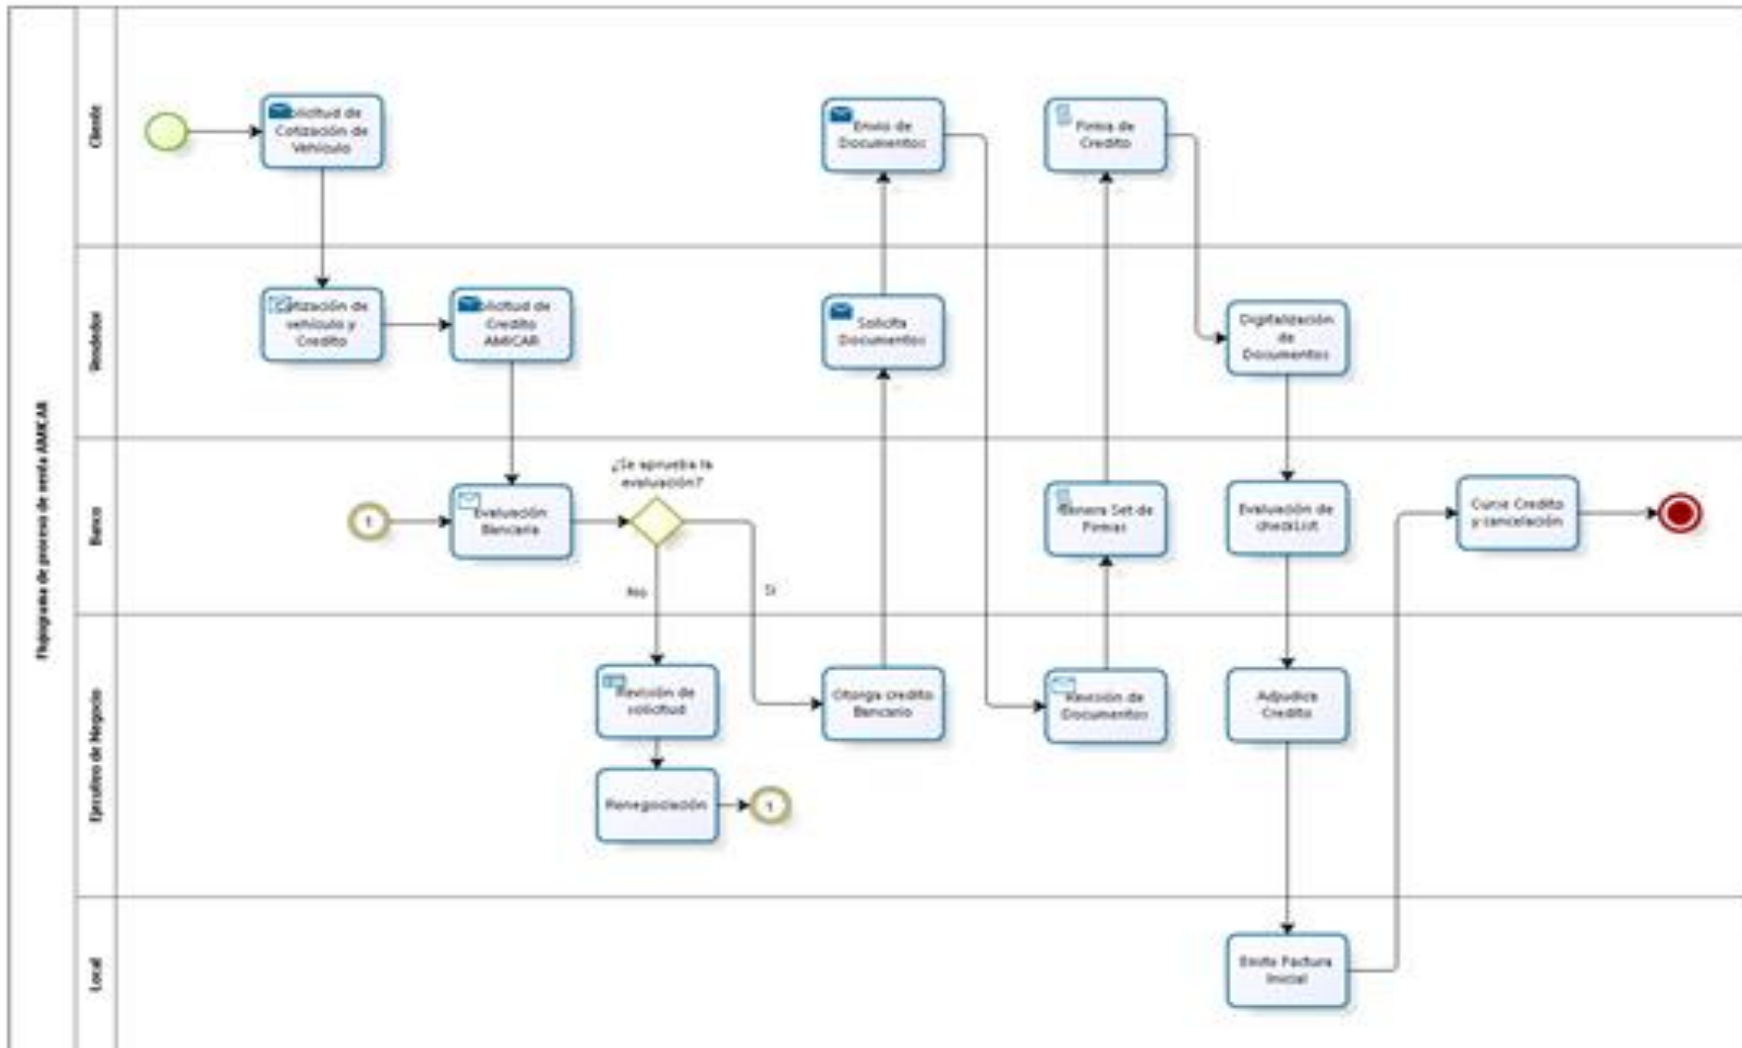 Flujograma de proceso de venta AMICAR
Cliente
Solicitud de
Cotización de
Vehículo
Envio de
Documentos
Firma de
Credito
Vendedor
Cotización de
vehículo y
Credito
Solicitud de
Credito
AMICAR
Solicita
Documentos
Digitalización
de
Documentos
Banco
1
Evaluación
Bancaria
¿Se aprueba la
evaluación?
No
Si
Genera Set de
Firmas
Evaluación de
checkList
Curse Credito
y cancelación
Ejecutivo de Negocio
Revisión de
solicitud
Renegociación
1
Otorga credito
Bancario
Revisión de
Documentos
Adjudica
Credito
Local
Emite Factura
Inicial